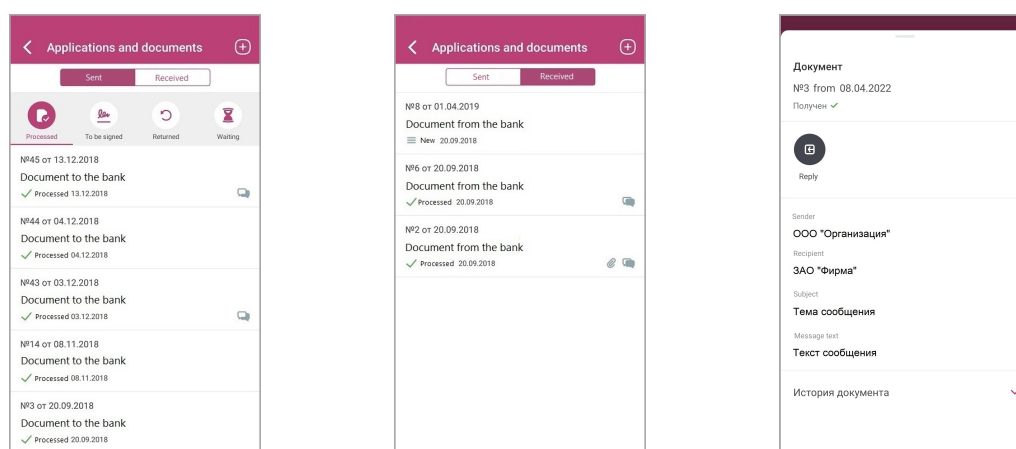 Applications and documents
Sent Received
Processed To be signed Returned Waiting
№45 от 13.12.2018
Document to the bank
Processed 13.12.2018
№44 от 04.12.2018
Document to the bank
Processed 04.12.2018
№43 от 03.12.2018
Document to the bank
Processed 03.12.2018
№14 от 08.11.2018
Document to the bank
Processed 08.11.2018
№3 от 20.09.2018
Document to the bank
Processed 20.09.2018
Applications and documents
Sent Received
№8 от 01.04.2019
Document from the bank
New 20.09.2018
№6 от 20.09.2018
Document from the bank
Processed 20.09.2018
№2 от 20.09.2018
Document from the bank
Processed 20.09.2018
Документ
№3 from 08.04.2022
Получен
Reply
Sender
ООО "Организация"
Recipient
ЗАО "Фирма"
Subject
Тема сообщения
Message text
Текст сообщения
История документа